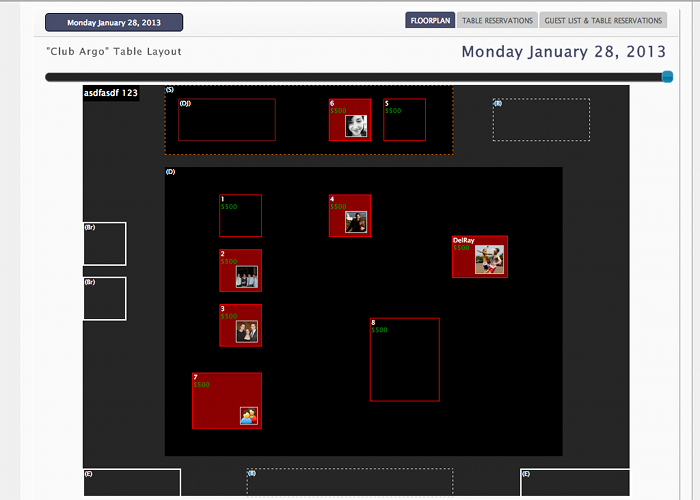 Monday January 28, 2013
FLOORPLAN
TABLE RESERVATIONS
GUEST LIST & TABLE RESERVATIONS
"Club Argo" Table Layout
Monday January 28, 2013
asdfasdf 123
(S)
(DJ)
6
$500
5
$500
(B)
(D)
1
$500
4
$500
(Br)
DelRay
$500
2
$500
(Br)
3
$500
8
$500
7
$500
(E)
(B)
(E)